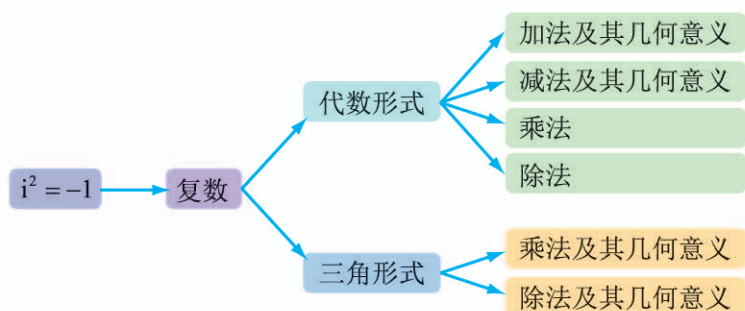 加法及其几何意义
减法及其几何意义
代数形式
乘法
除法
i² = −1
复数
三角形式
乘法及其几何意义
除法及其几何意义